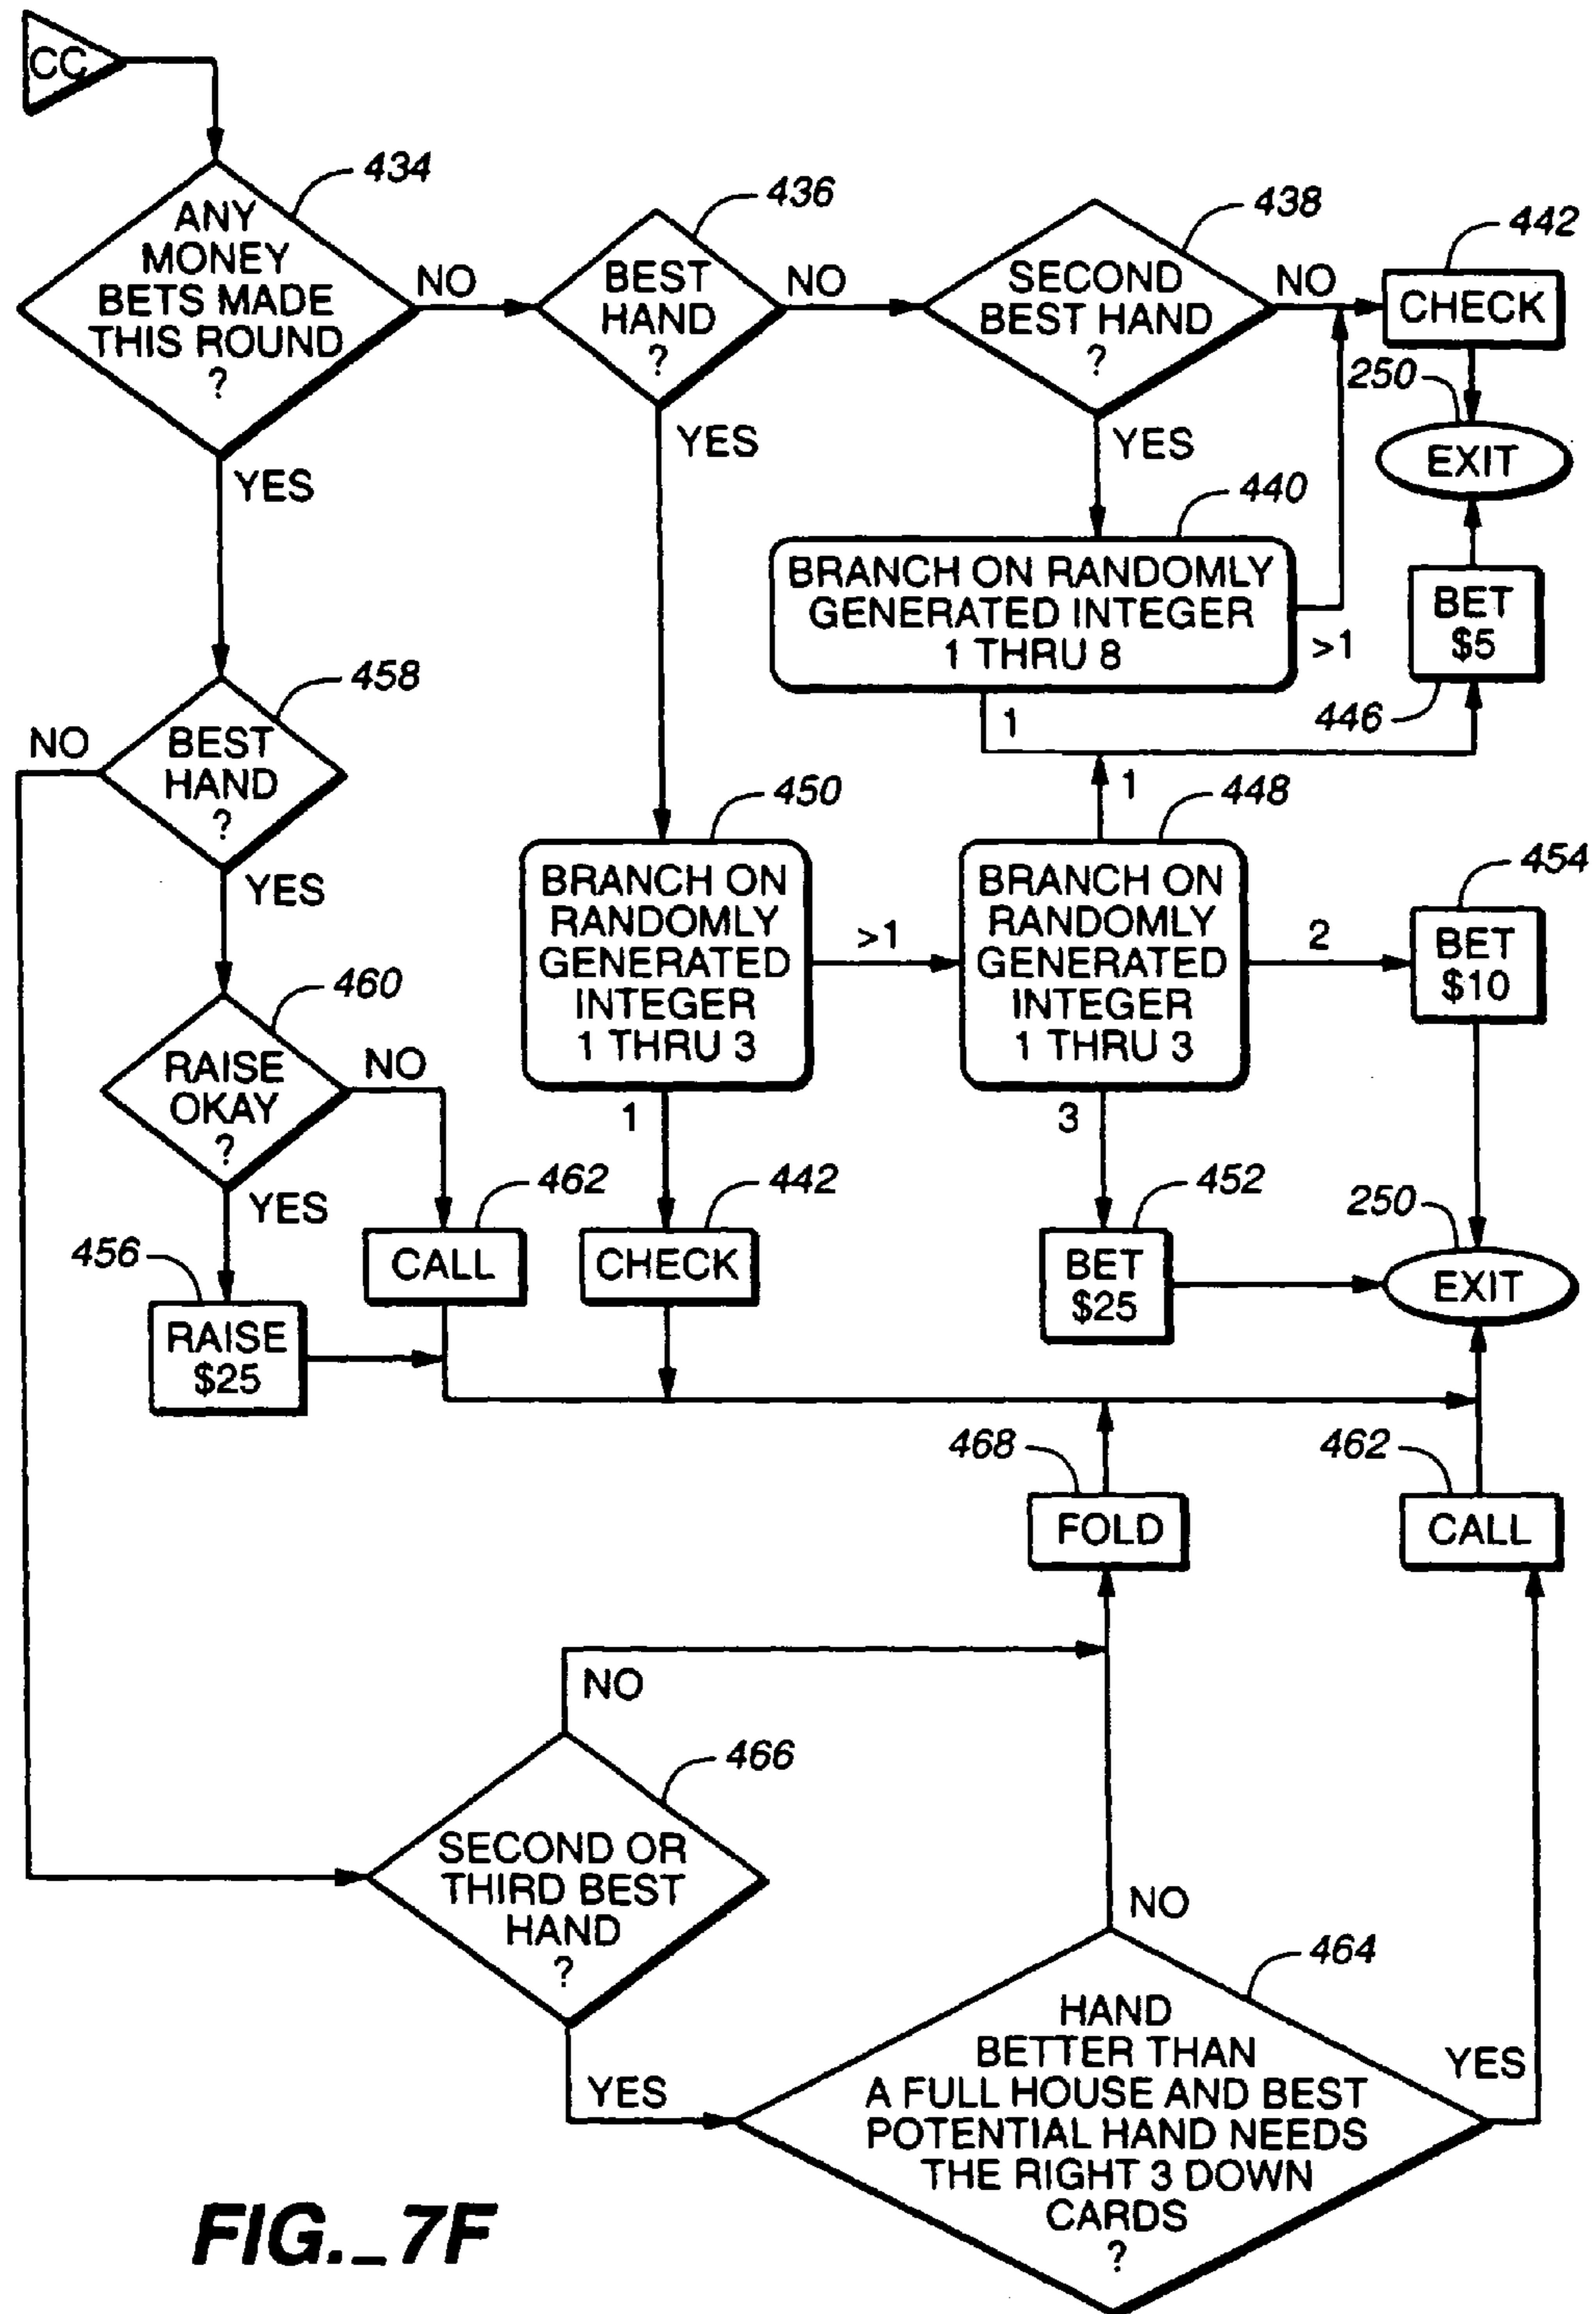 CC
434
ANY
MONEY
BETS MADE
THIS ROUND
?
NO
YES
436
BEST
HAND
?
NO
YES
438
SECOND
BEST HAND
?
NO
YES
442
CHECK
250
EXIT
440
BRANCH ON RANDOMLY
GENERATED INTEGER
1 THRU 8
>1
1
BET
$5
446
458
BEST
HAND
?
NO
YES
450
BRANCH ON
RANDOMLY
GENERATED
INTEGER
1 THRU 3
>1
1
448
BRANCH ON
RANDOMLY
GENERATED
INTEGER
1 THRU 3
1
2
3
454
BET
$10
460
RAISE
OKAY
?
NO
YES
462
CALL
442
CHECK
452
BET
$25
250
EXIT
456
RAISE
$25
468
FOLD
462
CALL
466
SECOND OR
THIRD BEST
HAND
?
NO
YES
464
HAND
BETTER THAN
A FULL HOUSE AND BEST
POTENTIAL HAND NEEDS
THE RIGHT 3 DOWN
CARDS
?
NO
YES
FIG._7F